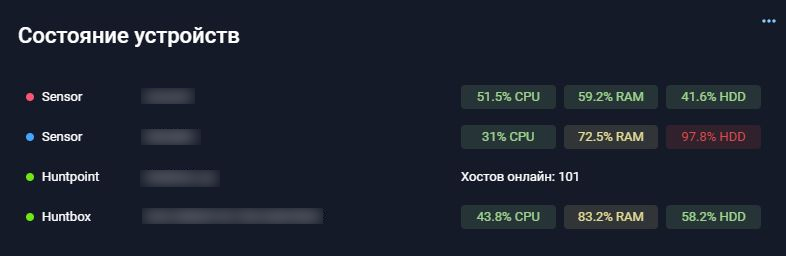 Состояние устройств
Sensor 51.5% CPU 59.2% RAM 41.6% HDD
Sensor 31% CPU 72.5% RAM 97.8% HDD
Huntpoint Хостов онлайн: 101
Huntbox 43.8% CPU 83.2% RAM 58.2% HDD